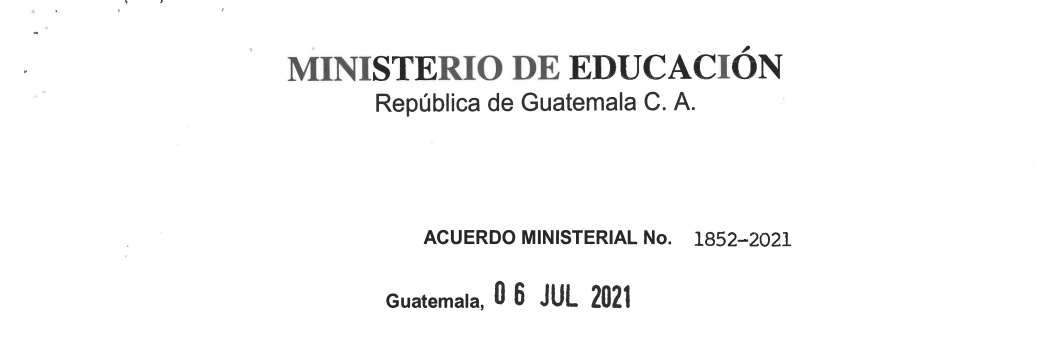 MINISTERIO DE EDUCACIÓN
República de Guatemala C. A.
ACUERDO MINISTERIAL No. 1852-2021
Guatemala, 06 JUL 2021